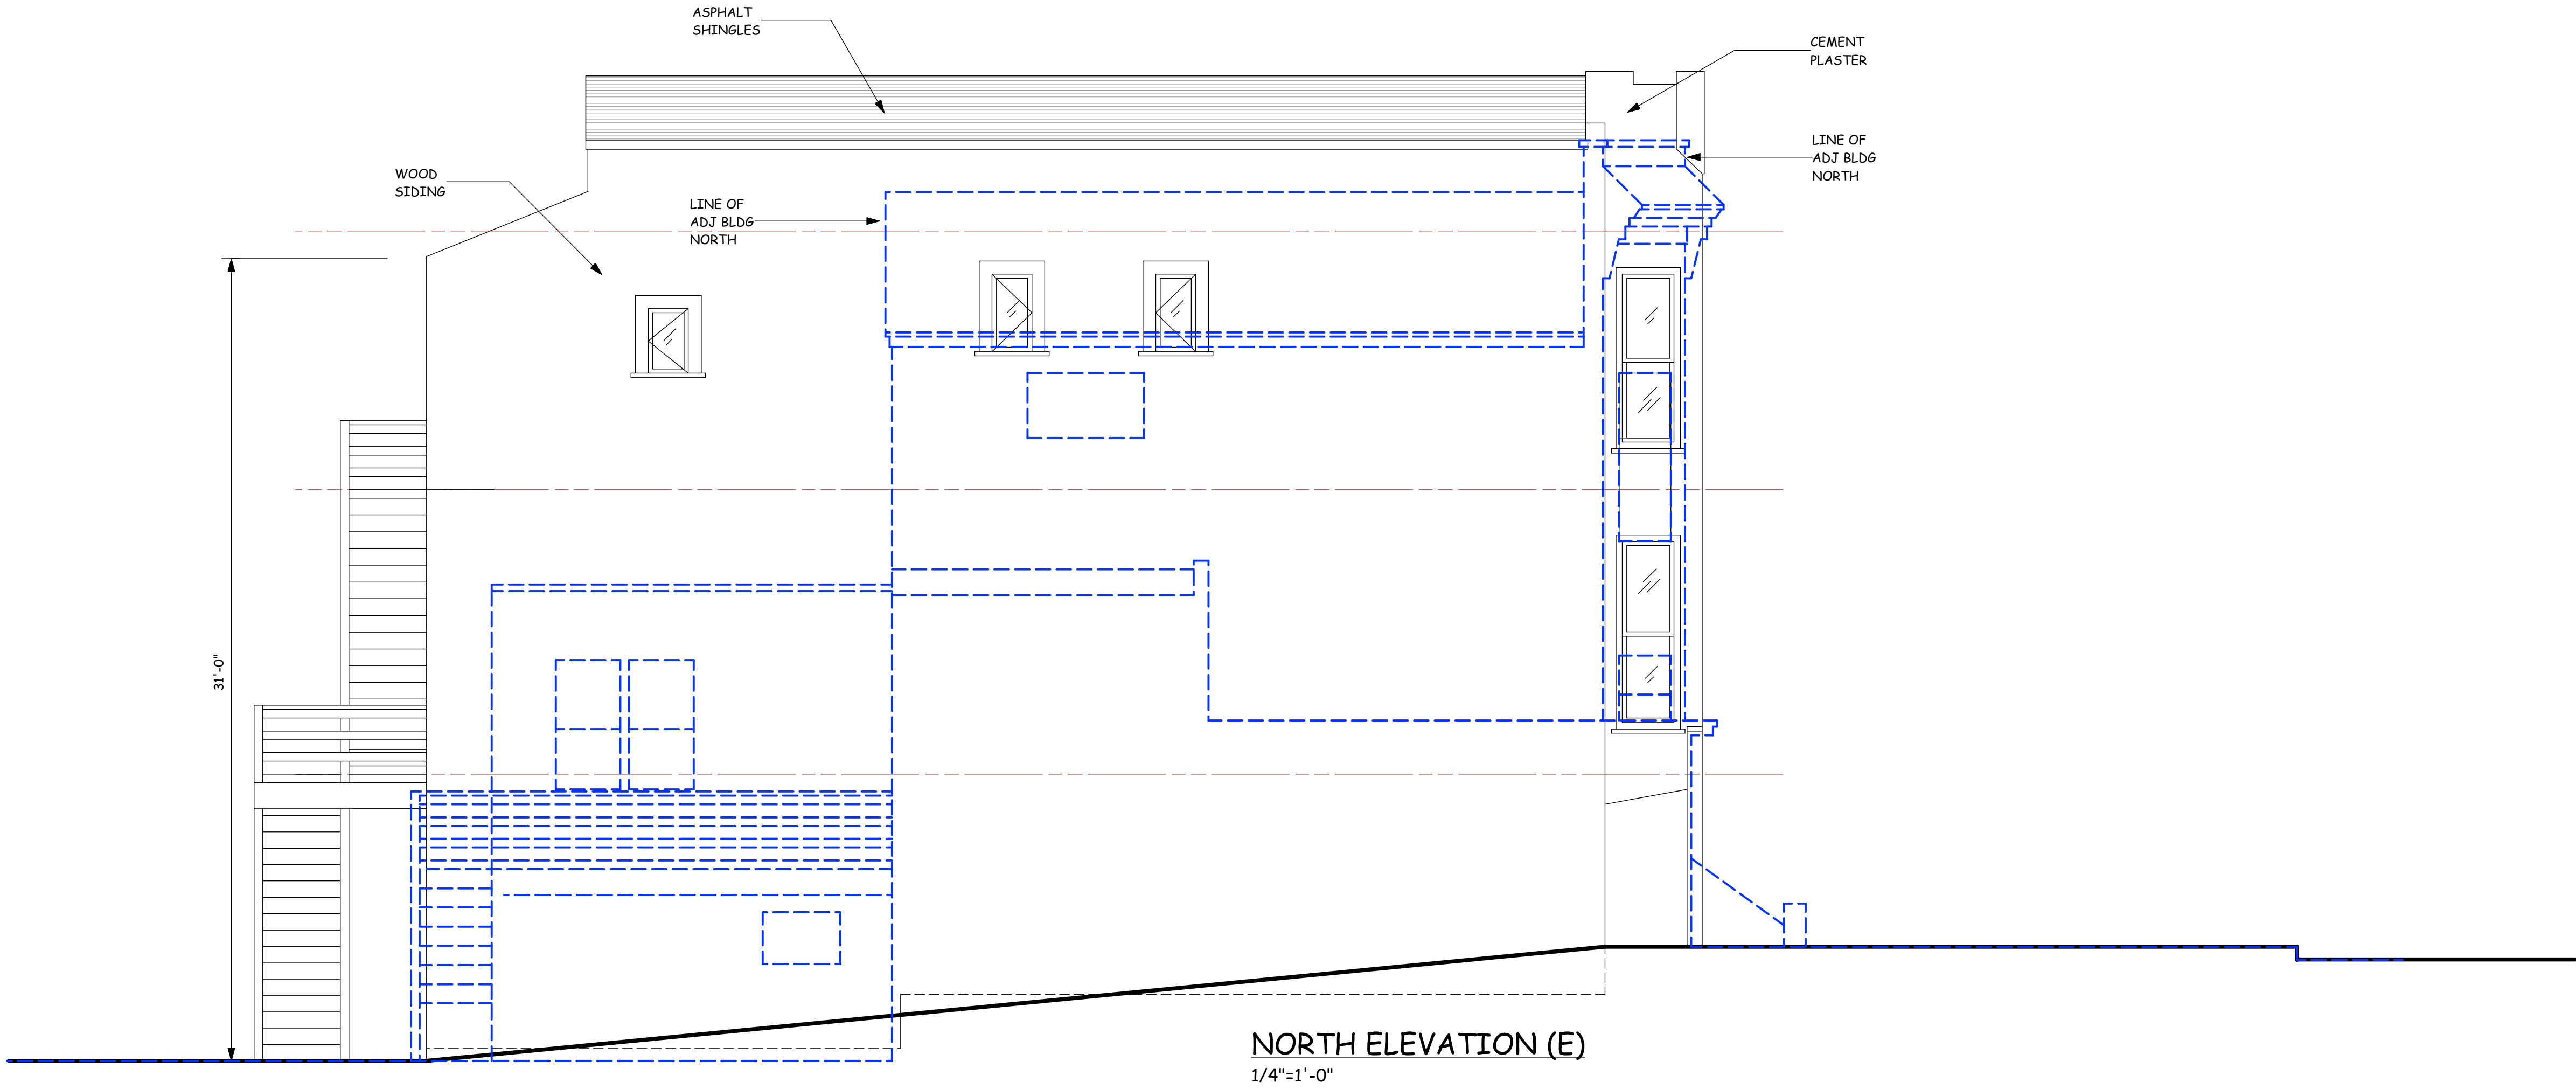 ASPHALT
SHINGLES
CEMENT
PLASTER
LINE OF
ADJ BLDG
NORTH
WOOD
SIDING
LINE OF
ADJ BLDG
NORTH
31'-0"
NORTH ELEVATION (E)
1/4"=1'-0"